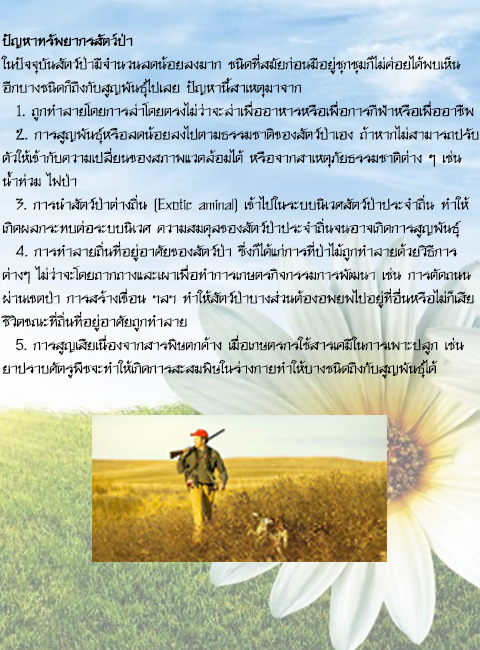 ปัญหาทรัพยากรสัตว์ป่า
ในปัจจุบันสัตว์ป่ามีจำนวนลดน้อยลงมาก ชนิดที่สมัยก่อนมีอยู่ชุกชุมก็ไม่ค่อยได้พบเห็น
อีกบางชนิดก็ถึงกับสูญพันธุ์ไปเลย ปัญหานี้สาเหตุมาจาก
1. ถูกทำลายโดยการล่าโดยตรงไม่ว่าจะล่าเพื่ออาหารหรือเพื่อการกีฬาหรือเพื่ออาชีพ
2. การสูญพันธุ์หรือลดน้อยลงไปตามธรรมชาติของสัตว์ป่าเอง ถ้าหากไม่สามารถปรับ
ตัวให้เข้ากับความเปลี่ยนของสภาพแวดล้อมได้ หรือจากสาเหตุภัยธรรมชาติต่าง ๆ เช่น
น้ำท่วม ไฟป่า
3. การนำสัตว์ป่าต่างถิ่น (Exotic aminal) เข้าไปในระบบนิเวศสัตว์ป่าประจำถิ่น ทำให้
เกิดผลกระทบต่อระบบนิเวศ ความสมดุลของสัตว์ป่าประจำถิ่นจนอาจเกิดการสูญพันธุ์
4. การทำลายถิ่นที่อยู่อาศัยของสัตว์ป่า ซึ่งก็ได้แก่การที่ป่าไม้ถูกทำลายด้วยวิธีการ
ต่างๆ ไม่ว่าจะโดยถากถางและเผาเพื่อทำการเกษตรกิจกรรมการพัฒนา เช่น การตัดถนน
ผ่านเขตป่า การสร้างเขื่อน ฯลฯ ทำให้สัตว์ป่าบางส่วนต้องอพยพไปอยู่ที่อื่นหรือไม่ก็เสีย
ชีวิตขณะที่ถิ่นที่อยู่อาศัยถูกทำลาย
5. การสูญเสียเนื่องจากสารพิษตกค้าง เมื่อเกษตรกรใช้สารเคมีในการเพาะปลูก เช่น
ยาปราบศัตรูพืชจะทำให้เกิดการสะสมพิษในร่างกายทำให้บางชนิดถึงกับสูญพันธุ์ได้